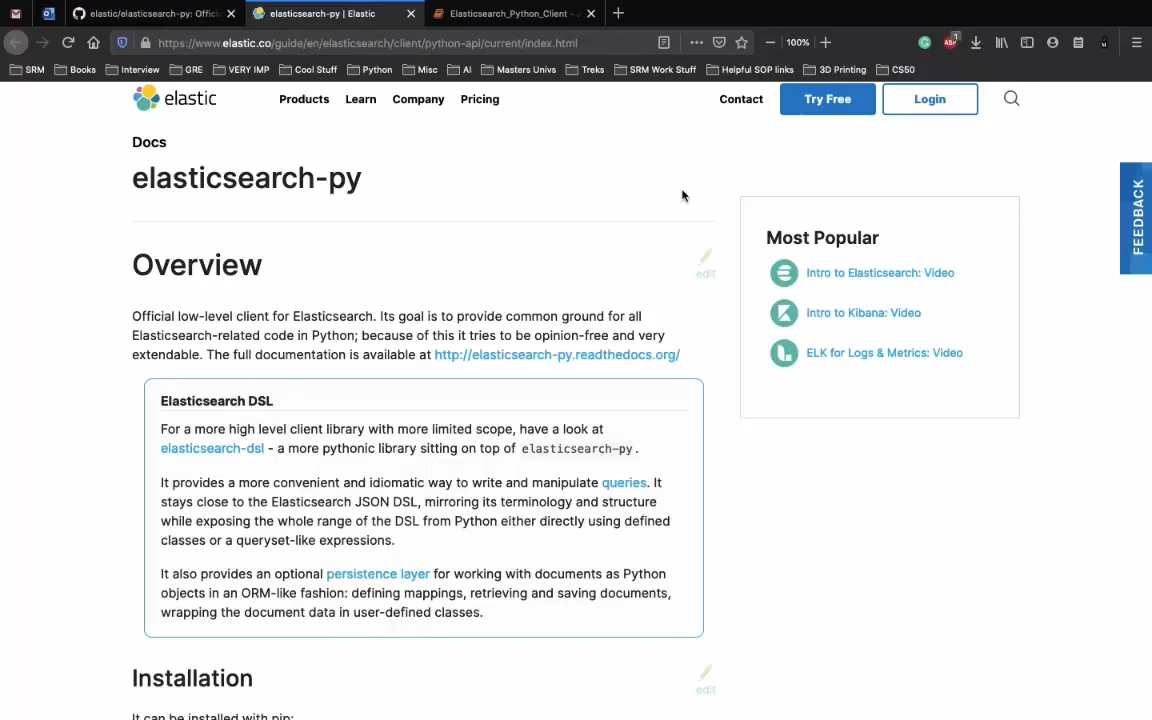 elastic/elasticsearch-py: Offici
elasticsearch-py | Elastic
Elasticsearch_Python_Client -
https://www.elastic.co/guide/en/elasticsearch/client/python-api/current/index.html
100%
ABP
1
SRM
Books
Interview
GRE
VERY IMP
Cool Stuff
Python
Misc
AI
Masters Univs
Treks
SRM Work Stuff
Helpful SOP links
3D Printing
CS50
elastic
Products
Learn
Company
Pricing
Contact
Try Free
Login
Docs
elasticsearch-py
FEEDBACK
Most Popular
Intro to Elasticsearch: Video
Intro to Kibana: Video
ELK for Logs & Metrics: Video
Overview
edit
Official low-level client for Elasticsearch. Its goal is to provide common ground for all
Elasticsearch-related code in Python; because of this it tries to be opinion-free and very
extendable. The full documentation is available at http://elasticsearch-py.readthedocs.org/
Elasticsearch DSL
For a more high level client library with more limited scope, have a look at
elasticsearch-dsl - a more pythonic library sitting on top of elasticsearch-py.
It provides a more convenient and idiomatic way to write and manipulate queries. It
stays close to the Elasticsearch JSON DSL, mirroring its terminology and structure
while exposing the whole range of the DSL from Python either directly using defined
classes or a queryset-like expressions.
It also provides an optional persistence layer for working with documents as Python
objects in an ORM-like fashion: defining mappings, retrieving and saving documents,
wrapping the document data in user-defined classes.
Installation
edit
It can be installed with pip: